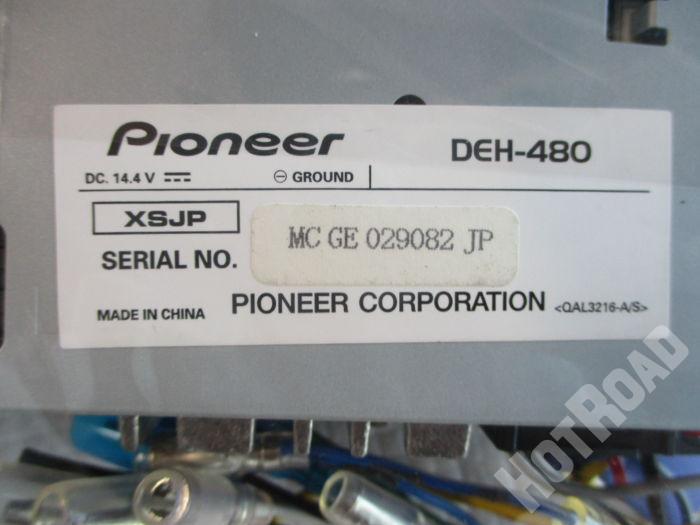 Pioneer DEH-480
DC. 14.4 V ⎓ ⊖ GROUND
XSJP
SERIAL NO. MC GE 029082 JP
MADE IN CHINA PIONEER CORPORATION <QAL3216-A/S>
HOTROAD